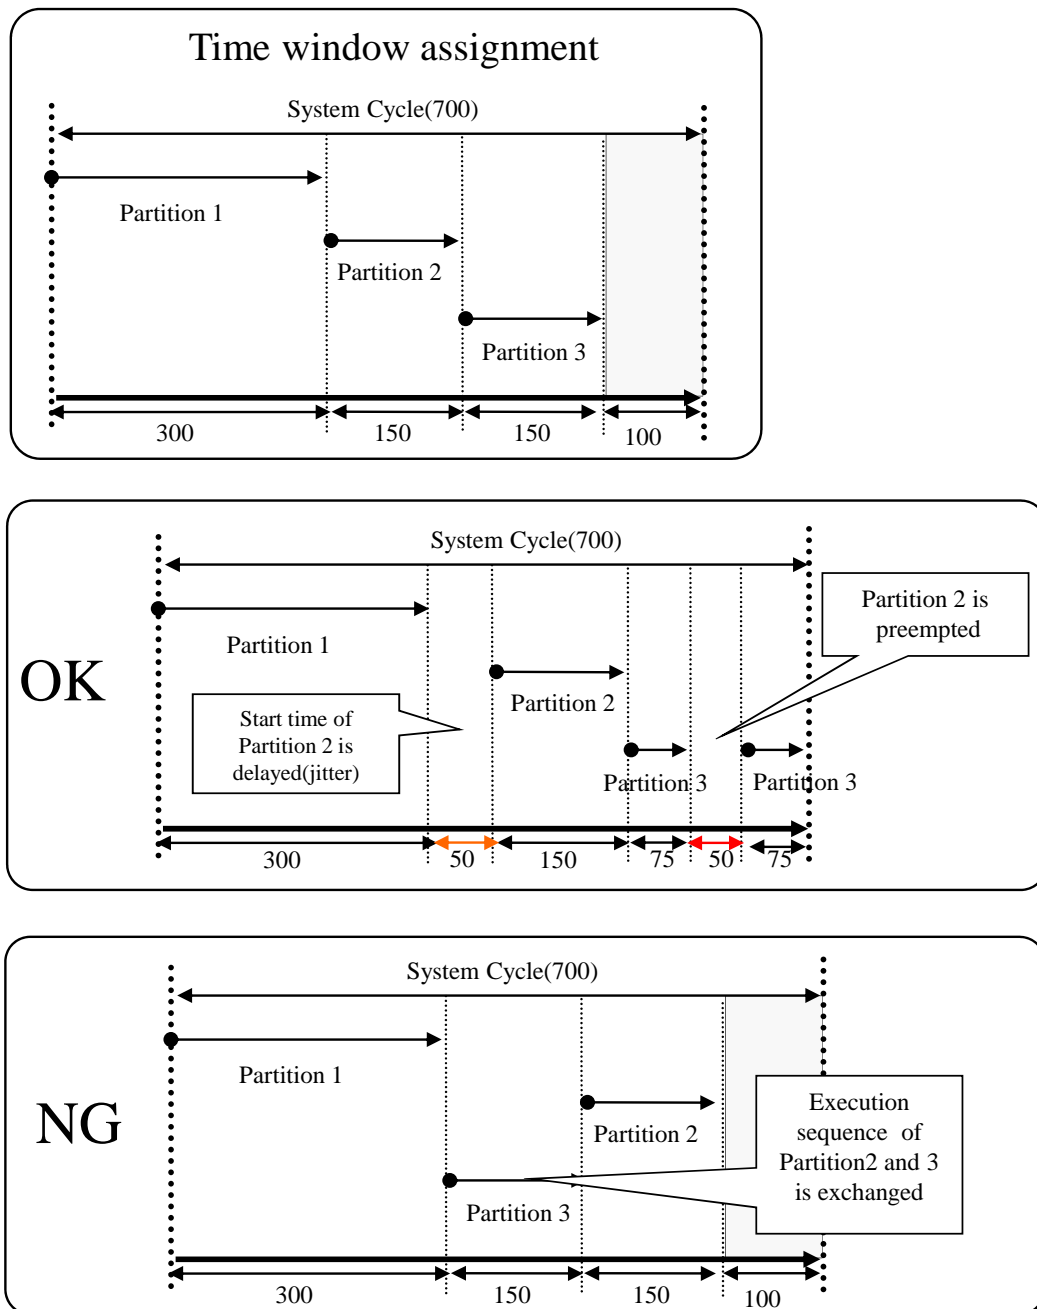 Time window assignment
System Cycle(700)
Partition 1
Partition 2
Partition 3
300
150
150
100
OK
System Cycle(700)
Partition 1
Partition 2 is
preempted
Start time of
Partition 2 is
delayed(jitter)
Partition 2
Partition 3
Partition 3
300
50
150
75
50
75
NG
System Cycle(700)
Partition 1
Partition 2
Execution
sequence of
Partition2 and 3
is exchanged
Partition 3
300
150
150
100